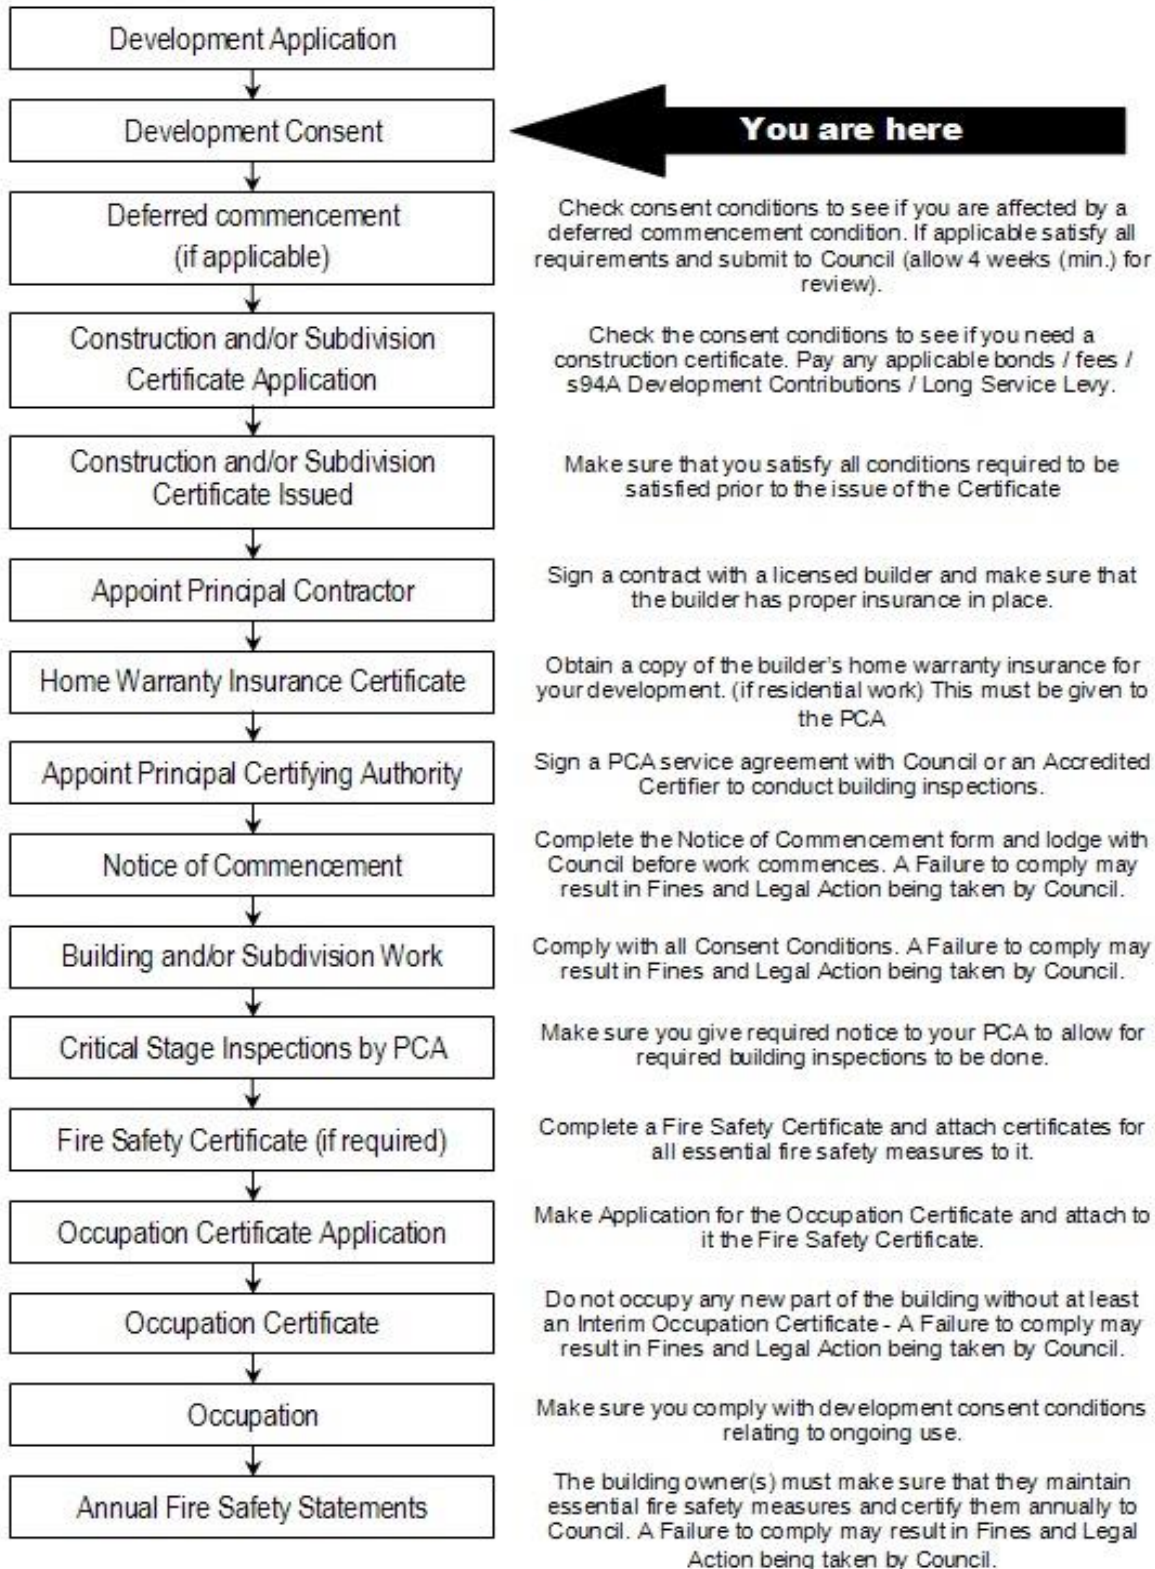 Development Application
Development Consent
You are here
Deferred commencement
(if applicable)
Check consent conditions to see if you are affected by a
deferred commencement condition. If applicable satisfy all
requirements and submit to Council (allow 4 weeks (min.) for
review).
Construction and/or Subdivision
Certificate Application
Check the consent conditions to see if you need a
construction certificate. Pay any applicable bonds / fees /
s94A Development Contributions / Long Service Levy.
Construction and/or Subdivision
Certificate Issued
Make sure that you satisfy all conditions required to be
satisfied prior to the issue of the Certificate
Appoint Principal Contractor
Sign a contract with a licensed builder and make sure that
the builder has proper insurance in place.
Home Warranty Insurance Certificate
Obtain a copy of the builder's home warranty insurance for
your development. (if residential work) This must be given to
the PCA
Appoint Principal Certifying Authority
Sign a PCA service agreement with Council or an Accredited
Certifier to conduct building inspections.
Notice of Commencement
Complete the Notice of Commencement form and lodge with
Council before work commences. A Failure to comply may
result in Fines and Legal Action being taken by Council.
Building and/or Subdivision Work
Comply with all Consent Conditions. A Failure to comply may
result in Fines and Legal Action being taken by Council.
Critical Stage Inspections by PCA
Make sure you give required notice to your PCA to allow for
required building inspections to be done.
Fire Safety Certificate (if required)
Complete a Fire Safety Certificate and attach certificates for
all essential fire safety measures to it.
Occupation Certificate Application
Make Application for the Occupation Certificate and attach to
it the Fire Safety Certificate.
Occupation Certificate
Do not occupy any new part of the building without at least
an Interim Occupation Certificate - A Failure to comply may
result in Fines and Legal Action being taken by Council.
Occupation
Make sure you comply with development consent conditions
relating to ongoing use.
Annual Fire Safety Statements
The building owner(s) must make sure that they maintain
essential fire safety measures and certify them annually to
Council. A Failure to comply may result in Fines and Legal
Action being taken by Council.